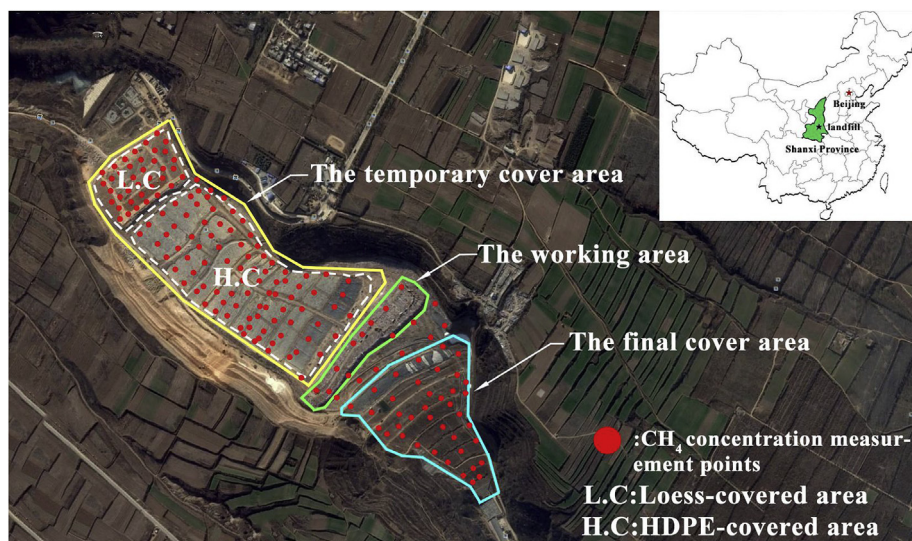 Beijing
landfill
Shanxi Province
L.C
The temporary cover area
H.C
The working area
The final cover area
:CH₄ concentration measur-
ement points
L.C:Loess-covered area
H.C:HDPE-covered area